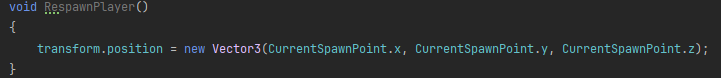 void RespawnPlayer()
{
    transform.position = new Vector3(CurrentSpawnPoint.x, CurrentSpawnPoint.y, CurrentSpawnPoint.z);
}